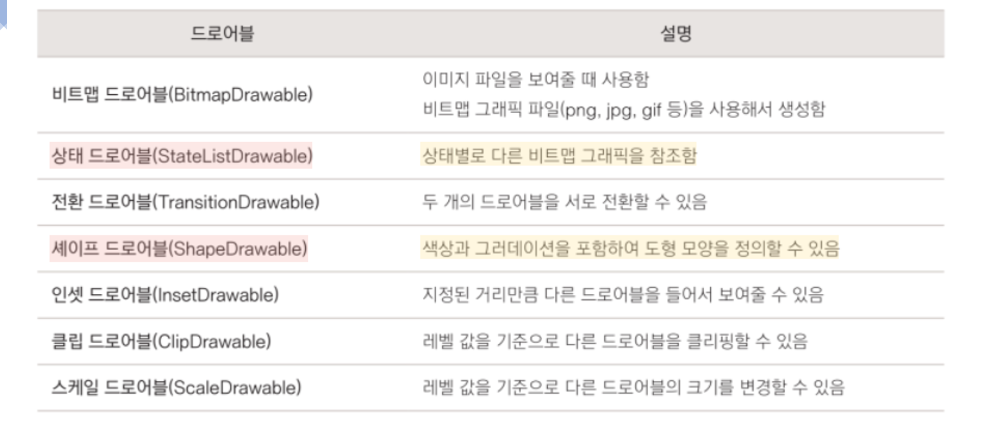 드로어블 설명
비트맵 드로어블(BitmapDrawable) 이미지 파일을 보여줄 때 사용함
비트맵 그래픽 파일(png, jpg, gif 등)을 사용해서 생성함
상태 드로어블(StateListDrawable) 상태별로 다른 비트맵 그래픽을 참조함
전환 드로어블(TransitionDrawable) 두 개의 드로어블을 서로 전환할 수 있음
셰이프 드로어블(ShapeDrawable) 색상과 그러데이션을 포함하여 도형 모양을 정의할 수 있음
인셋 드로어블(InsetDrawable) 지정된 거리만큼 다른 드로어블을 들어서 보여줄 수 있음
클립 드로어블(ClipDrawable) 레벨 값을 기준으로 다른 드로어블을 클리핑할 수 있음
스케일 드로어블(ScaleDrawable) 레벨 값을 기준으로 다른 드로어블의 크기를 변경할 수 있음